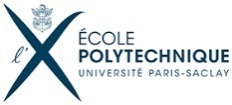 l'X
ÉCOLE
POLYTECHNIQUE
UNIVERSITÉ PARIS-SACLAY